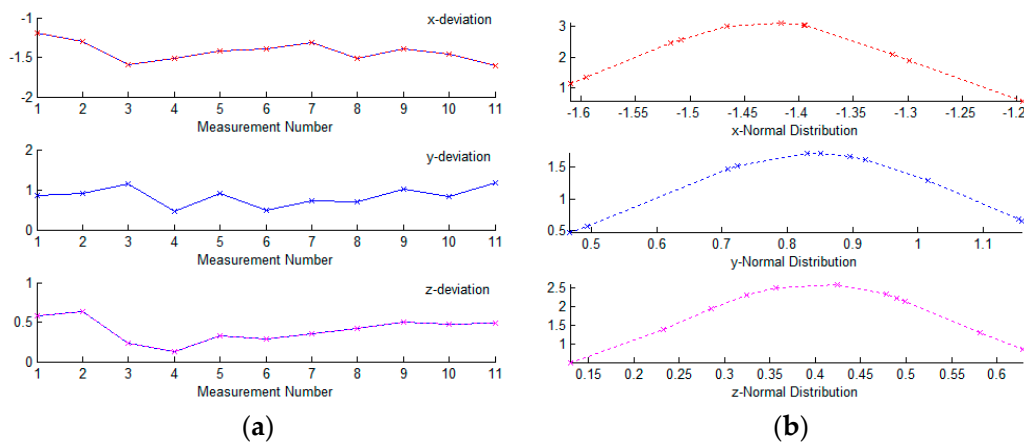 -1
x-deviation
-1.5
-2
1 2 3 4 5 6 7 8 9 10 11
Measurement Number
2
y-deviation
1
0
1 2 3 4 5 6 7 8 9 10 11
Measurement Number
1
z-deviation
0.5
0
1 2 3 4 5 6 7 8 9 10 11
Measurement Number
(a)
3
2
1
-1.6 -1.55 -1.5 -1.45 -1.4 -1.35 -1.3 -1.25 -1.2
x-Normal Distribution
1.5
1
0.5
0.5 0.6 0.7 0.8 0.9 1 1.1
y-Normal Distribution
2.5
2
1.5
1
0.15 0.2 0.25 0.3 0.35 0.4 0.45 0.5 0.55 0.6
z-Normal Distribution
(b)